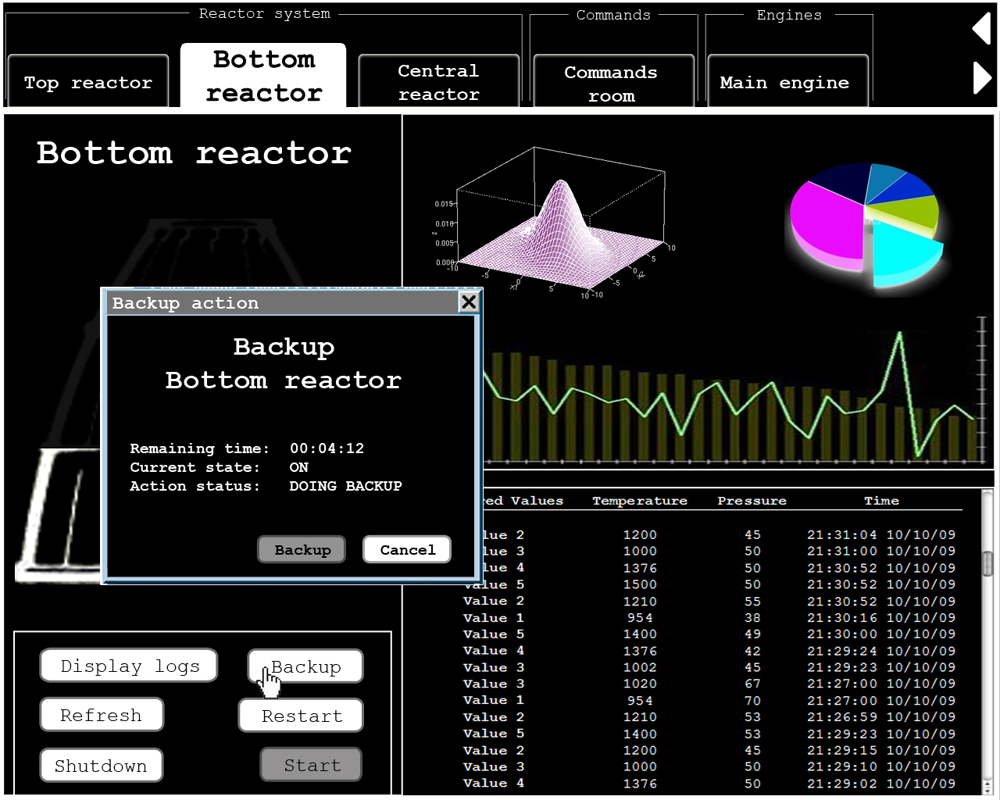 Reactor system
Commands
Engines
Top reactor
Bottom
reactor
Central
reactor
Commands
room
Main engine
Bottom reactor
0.015
0.010
0.005
0.000
z
-10
-5
0
5
10
x1
-10
-5
0
5
10
x2
Backup action
Backup
Bottom reactor
Remaining time: 00:04:12
Current state: ON
Action status: DOING BACKUP
Backup Cancel
red Values Temperature Pressure Time
lue 2 1200 45 21:31:04 10/10/09
lue 3 1000 50 21:31:00 10/10/09
lue 4 1376 50 21:30:52 10/10/09
Value 5 1500 50 21:30:52 10/10/09
Value 2 1210 55 21:30:52 10/10/09
Value 1 954 38 21:30:16 10/10/09
Value 5 1400 49 21:30:00 10/10/09
Value 4 1376 42 21:29:24 10/10/09
Value 3 1002 45 21:29:23 10/10/09
Value 3 1020 67 21:27:00 10/10/09
Value 1 954 70 21:27:00 10/10/09
Value 2 1210 53 21:26:59 10/10/09
Value 5 1400 53 21:29:23 10/10/09
Value 2 1200 45 21:29:15 10/10/09
Value 3 1000 50 21:29:10 10/10/09
Value 4 1376 50 21:29:02 10/10/09
Display logs Backup
Refresh Restart
Shutdown Start